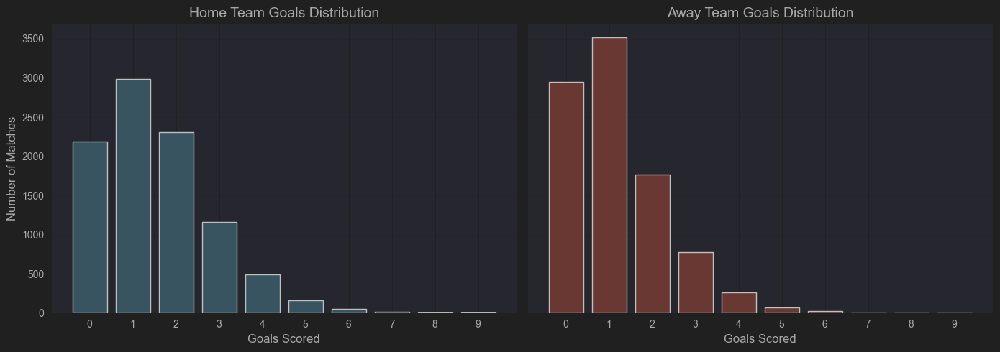 Home Team Goals Distribution
Away Team Goals Distribution
Number of Matches
3500
3000
2500
2000
1500
1000
500
0
0 1 2 3 4 5 6 7 8 9
0 1 2 3 4 5 6 7 8 9
Goals Scored
Goals Scored